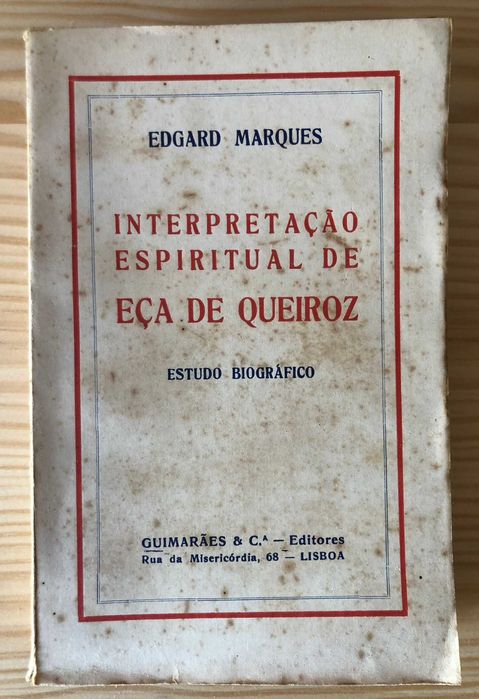 EDGARD MARQUES
INTERPRETAÇÃO
ESPIRITUAL DE
EÇA DE QUEIROZ
ESTUDO BIOGRÁFICO
GUIMARÃES & C.ª — Editores
Rua da Misericórdia, 68 — LISBOA